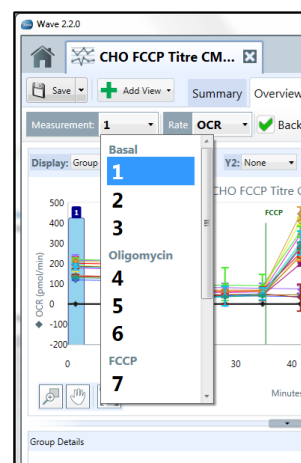 Wave 2.2.0
CHO FCCP Titre CM...
Save
Add View
Summary
Overview
Measurement: 1
Rate OCR
Back
Display: Group
Y2: None
Basal
1
2
3
Oligomycin
4
5
6
FCCP
7
CHO FCCP Titre
FCCP
1
OCR (pmol/min)
500
400
300
200
100
0
-100
-200
0
30
40
Minutes
Group Details